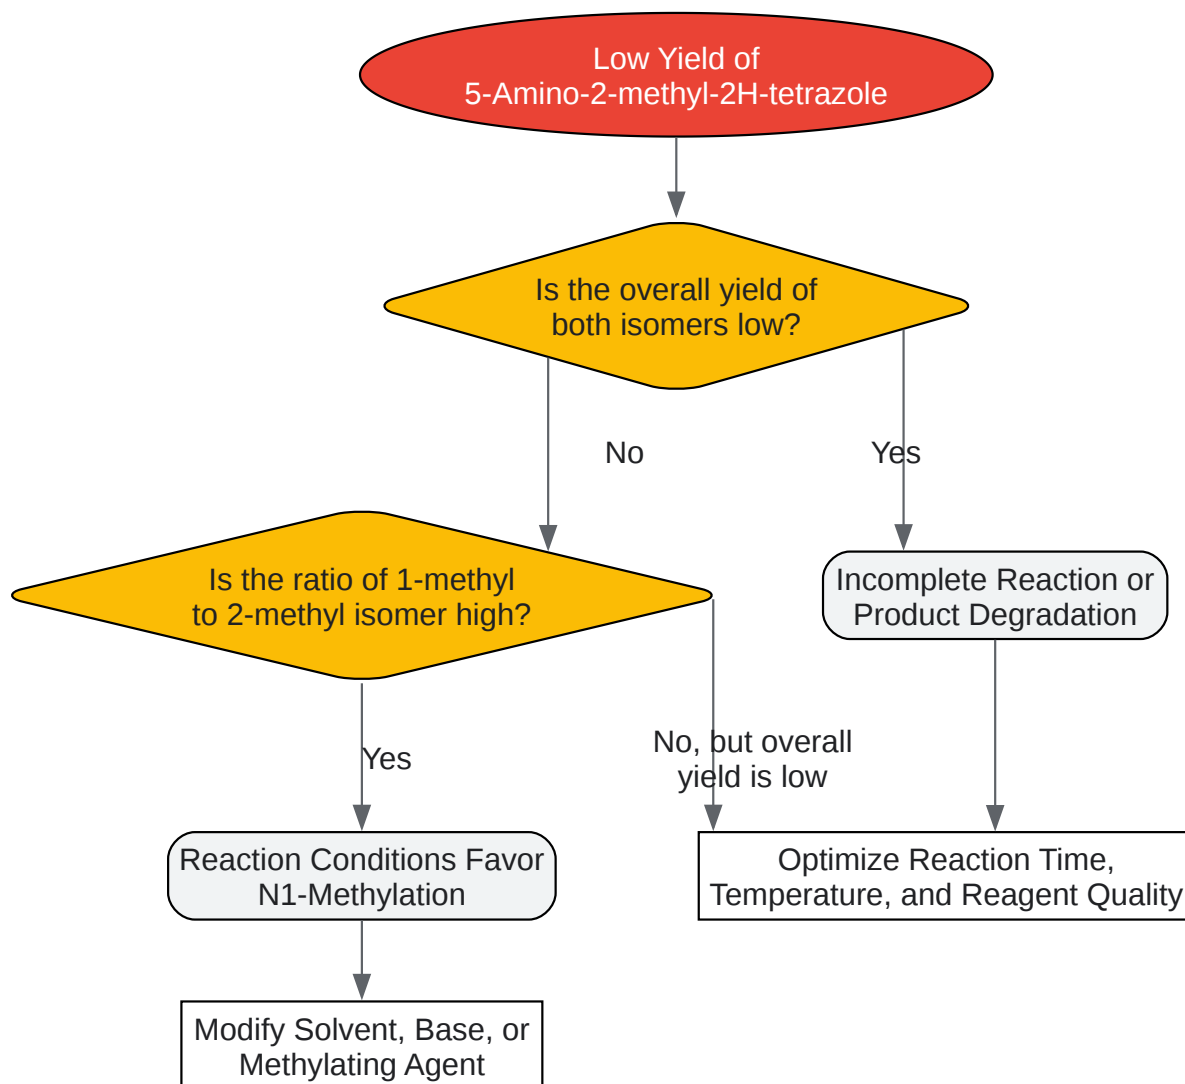 Low Yield of
5-Amino-2-methyl-2H-tetrazole
Is the overall yield of
both isomers low?
No
Yes
Is the ratio of 1-methyl
to 2-methyl isomer high?
Incomplete Reaction or
Product Degradation
Yes
No, but overall
yield is low
Reaction Conditions Favor
N1-Methylation
Optimize Reaction Time,
Temperature, and Reagent Quality
Modify Solvent, Base, or
Methylating Agent